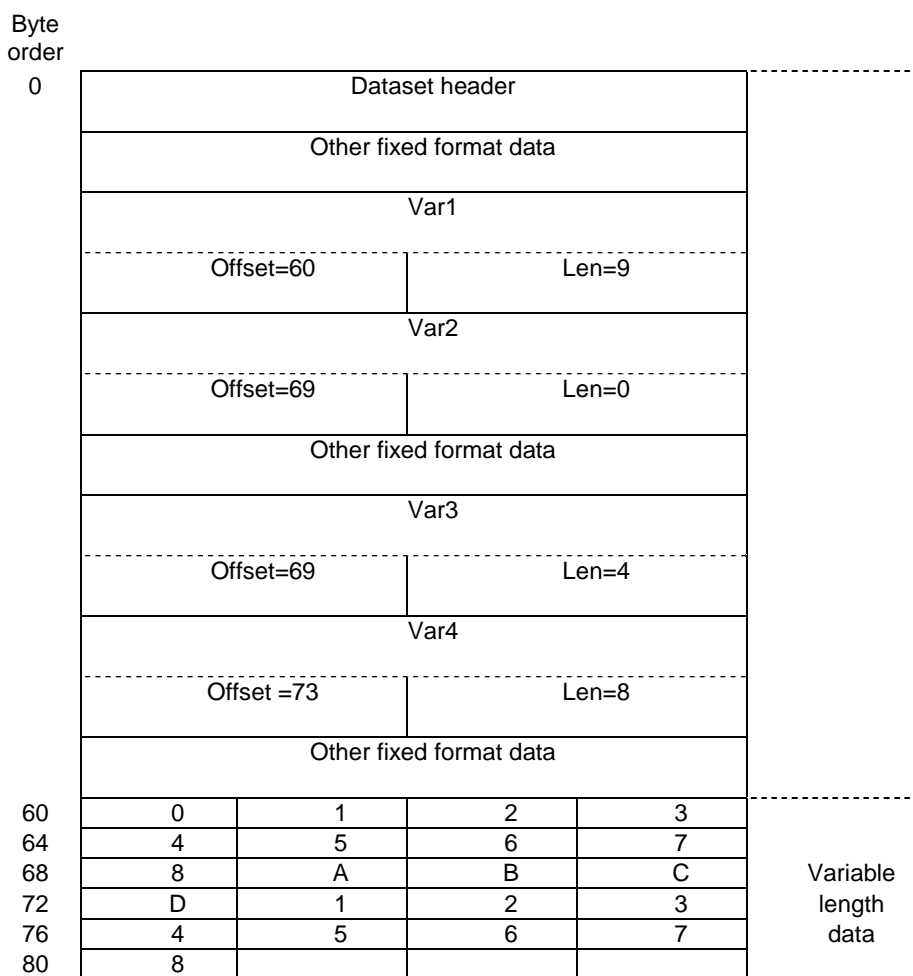 Byte
order
0 Dataset header
Other fixed format data
Var1
Offset=60 Len=9
Var2
Offset=69 Len=0
Other fixed format data
Var3
Offset=69 Len=4
Var4
Offset =73 Len=8
Other fixed format data
60 0 1 2 3
64 4 5 6 7
68 8 A B C Variable
72 D 1 2 3 length
76 4 5 6 7 data
80 8